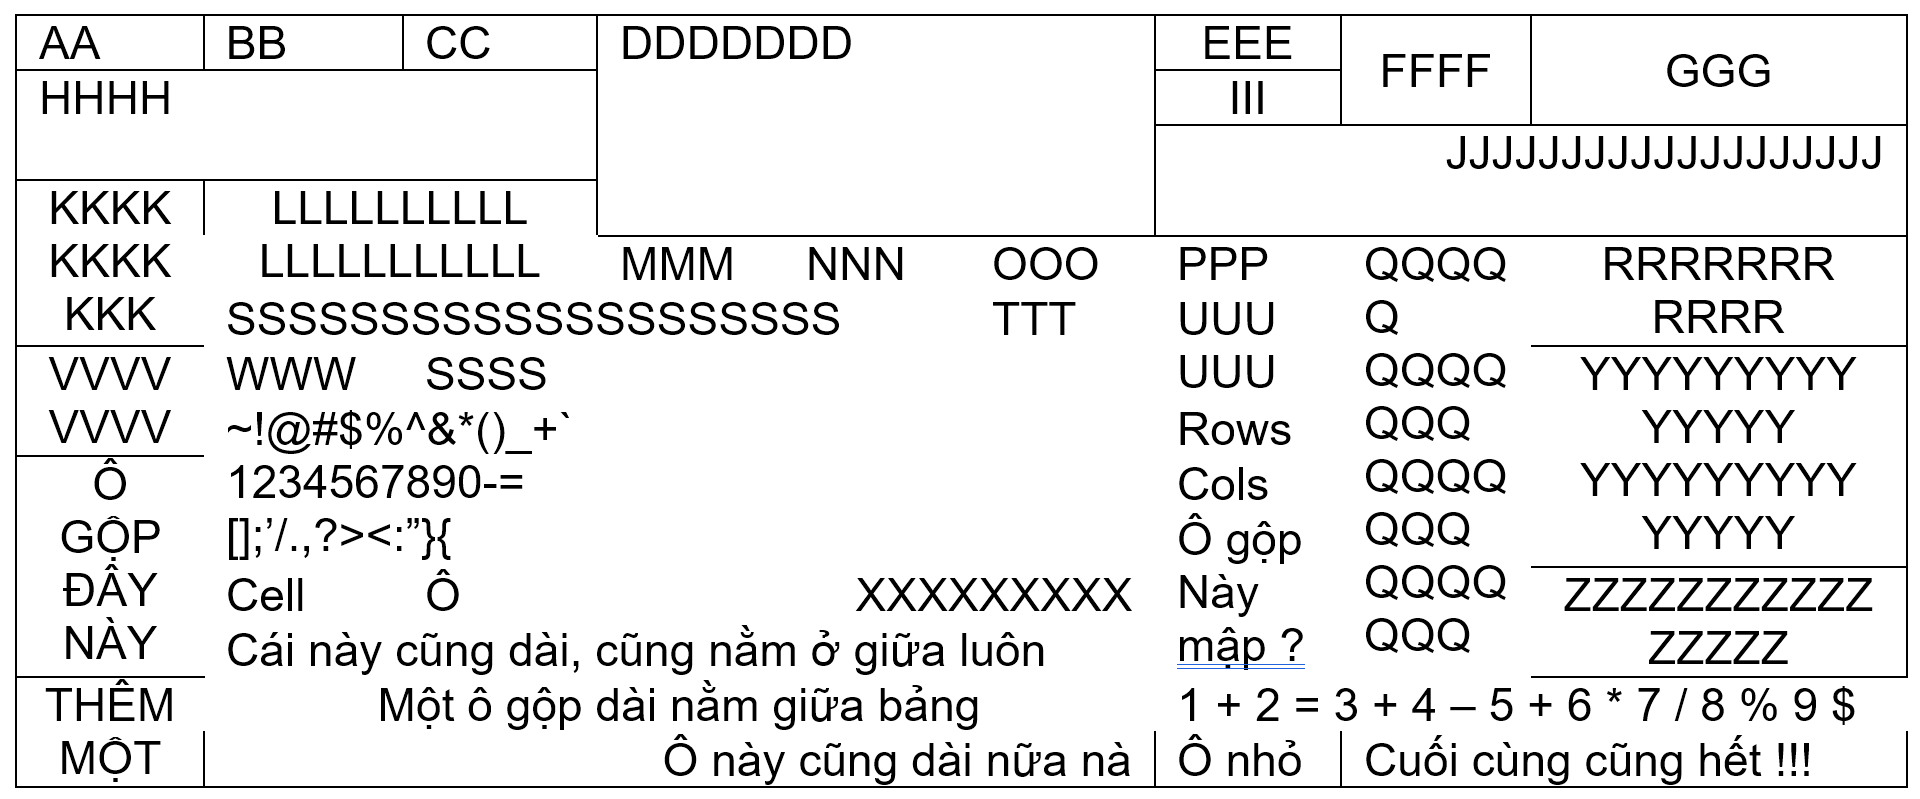 AA BB CC DDDDDDD EEE FFFF GGG
HHHH III
JJJJJJJJJJJJJJJJJJJ
KKKK LLLLLLLLLL
KKKK LLLLLLLLLLL MMM NNN OOO PPP QQQQ RRRRRRR
KKK SSSSSSSSSSSSSSSSSSSS TTT UUU Q RRRR
VVVV WWW SSSS UUU QQQQ YYYYYYYYY
VVVV ~!@#$%^&*()_+` Rows QQQ YYYYY
Ô 1234567890-= Cols QQQQ YYYYYYYYY
GỘP [];’/.,?><:”}{ Ô gộp QQQ YYYYY
ĐÂY Cell Ô XXXXXXXXX Này QQQQ ZZZZZZZZZZZ
NÀY Cái này cũng dài, cũng nằm ở giữa luôn mập ? QQQ ZZZZZ
THÊM Một ô gộp dài nằm giữa bảng 1 + 2 = 3 + 4 – 5 + 6 * 7 / 8 % 9 $
MỘT Ô này cũng dài nữa nà Ô nhỏ Cuối cùng cũng hết !!!